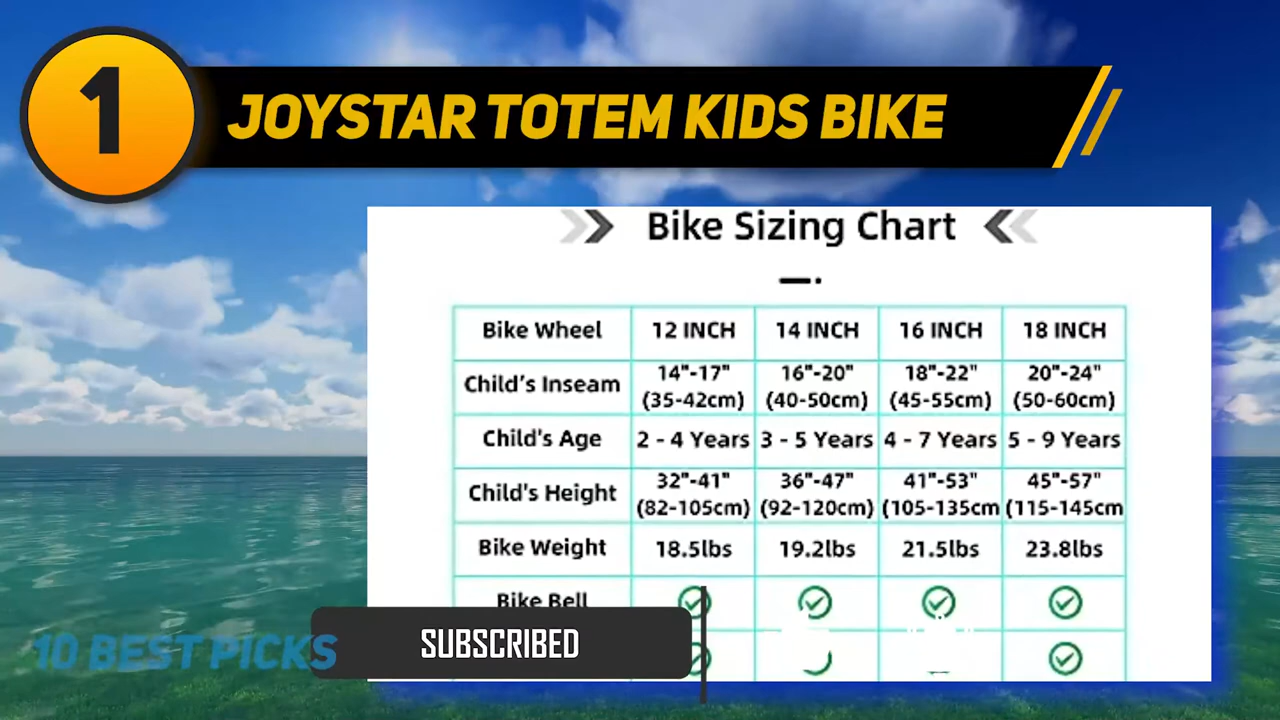 1
JOYSTAR TOTEM KIDS BIKE
Bike Sizing Chart
Bike Wheel 12 INCH 14 INCH 16 INCH 18 INCH
Child's Inseam 14"-17" (35-42cm) 16"-20" (40-50cm) 18"-22" (45-55cm) 20"-24" (50-60cm)
Child's Age 2 - 4 Years 3 - 5 Years 4 - 7 Years 5 - 9 Years
Child's Height 32"-41" (82-105cm) 36"-47" (92-120cm) 41"-53" (105-135cm 45"-57" (115-145cm
Bike Weight 18.5lbs 19.2lbs 21.5lbs 23.8lbs
Bike Bell
10 BEST PICKS
SUBSCRIBED